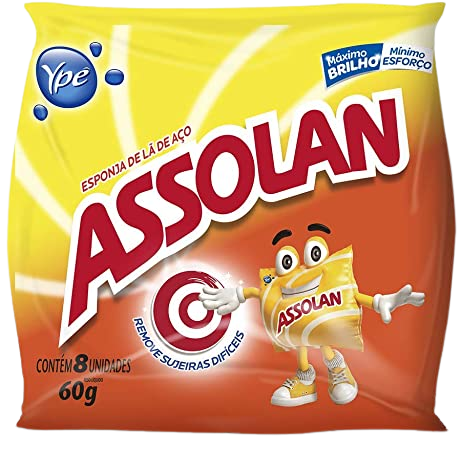 Ypê
Máximo
BRILHO
Mínimo
ESFORÇO
ESPONJA DE LÃ DE AÇO
ASSOLAN
ASSOLAN
REMOVE SUJEIRAS DIFÍCEIS
CONTÉM 8 UNIDADES
60g